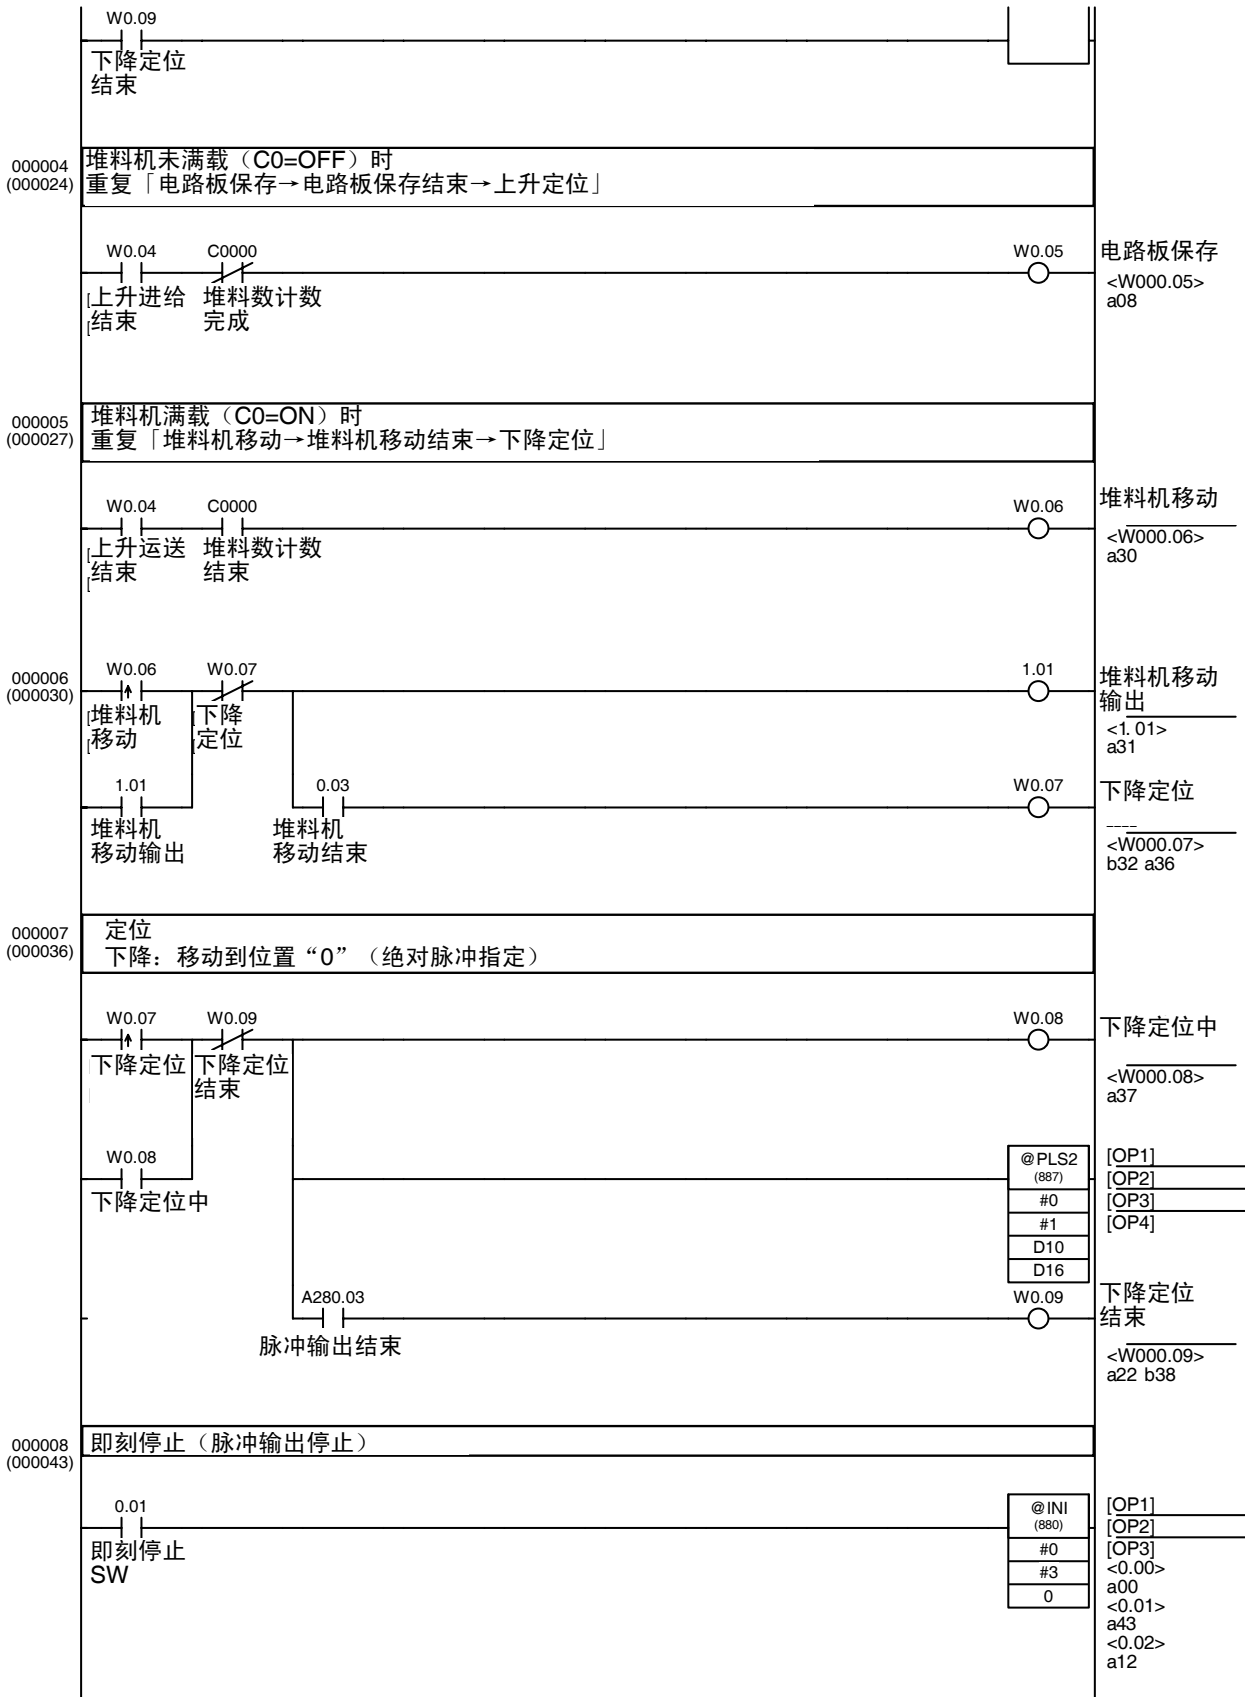 W0.09
下降定位
结束
000004
(000024)
堆料机未满载（C0=OFF）时
重复「电路板保存→电路板保存结束→上升定位」
W0.04 C0000 W0.05 电路板保存
[上升进给 堆料数计数 <W000.05>
[结束 完成 a08
000005
(000027)
堆料机满载（C0=ON）时
重复「堆料机移动→堆料机移动结束→下降定位」
W0.04 C0000 W0.06 堆料机移动
[上升运送 堆料数计数 <W000.06>
[结束 结束 a30
000006
(000030)
W0.06 W0.07 1.01 堆料机移动
输出
[堆料机 [下降 <1.01>
[移动 [定位 a31
1.01 0.03 W0.07 下降定位
堆料机 堆料机 ----
移动输出 移动结束 <W000.07>
b32 a36
000007
(000036)
定位
下降：移动到位置“0”（绝对脉冲指定）
W0.07 W0.09 W0.08 下降定位中
下降定位 下降定位 <W000.08>
结束 a37
W0.08 @PLS2 [OP1]
下降定位中 (887) [OP2]
#0 [OP3]
#1 [OP4]
D10
D16
A280.03 W0.09 下降定位
脉冲输出结束 结束
<W000.09>
a22 b38
000008
(000043)
即刻停止（脉冲输出停止）
0.01 @INI [OP1]
即刻停止 (880) [OP2]
SW #0 [OP3]
#3 <0.00>
0 a00
<0.01>
a43
<0.02>
a12